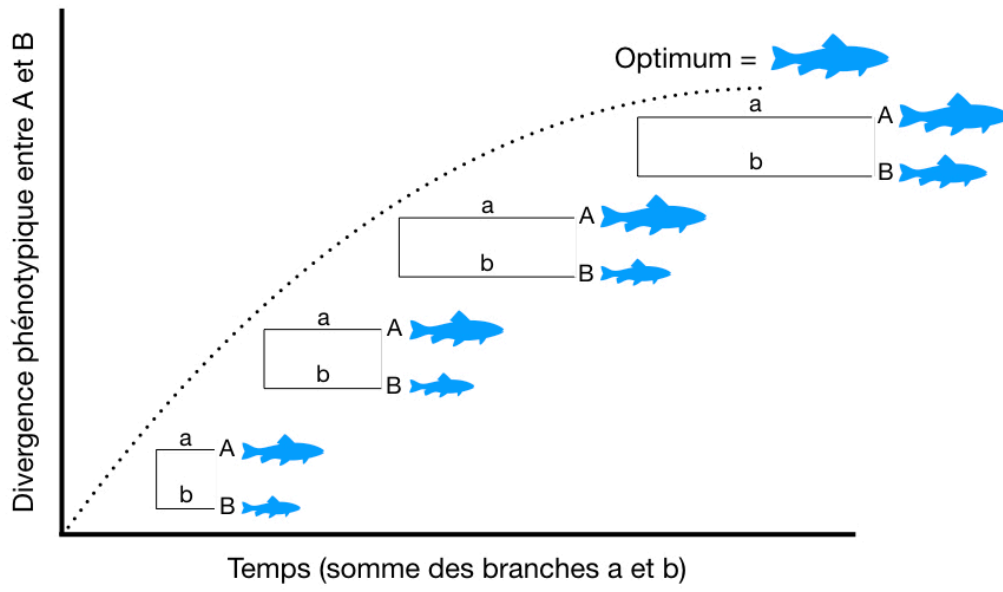 Divergence phénotypique entre A et B
Optimum =
a
A
b
B
a
A
b
B
a
A
b
B
a
A
b
B
Temps (somme des branches a et b)